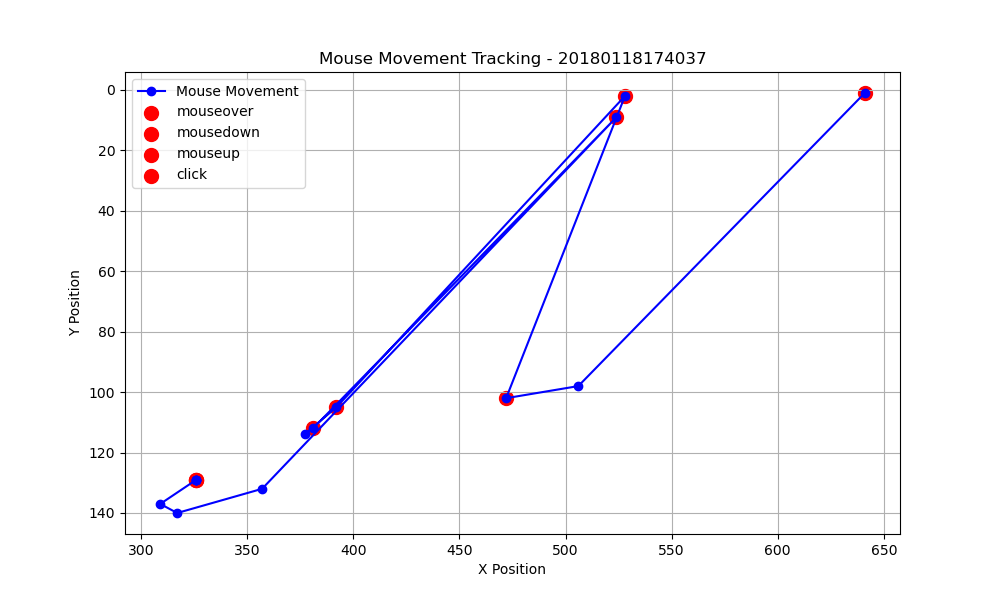 Mouse Movement Tracking - 20180118174037
Mouse Movement
mouseover
mousedown
mouseup
click
0
20
40
60
80
100
120
140
Y Position
300
350
400
450
500
550
600
650
X Position